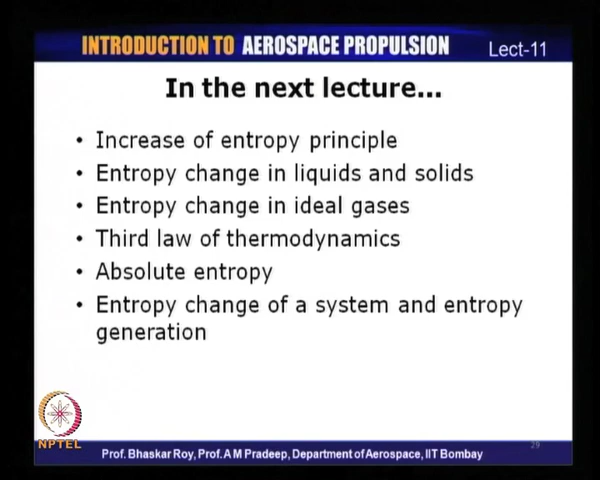 INTRODUCTION TO AEROSPACE PROPULSION Lect-11
In the next lecture...
• Increase of entropy principle
• Entropy change in liquids and solids
• Entropy change in ideal gases
• Third law of thermodynamics
• Absolute entropy
• Entropy change of a system and entropy
generation
NPTEL
29
Prof. Bhaskar Roy, Prof. A M Pradeep, Department of Aerospace, IIT Bombay